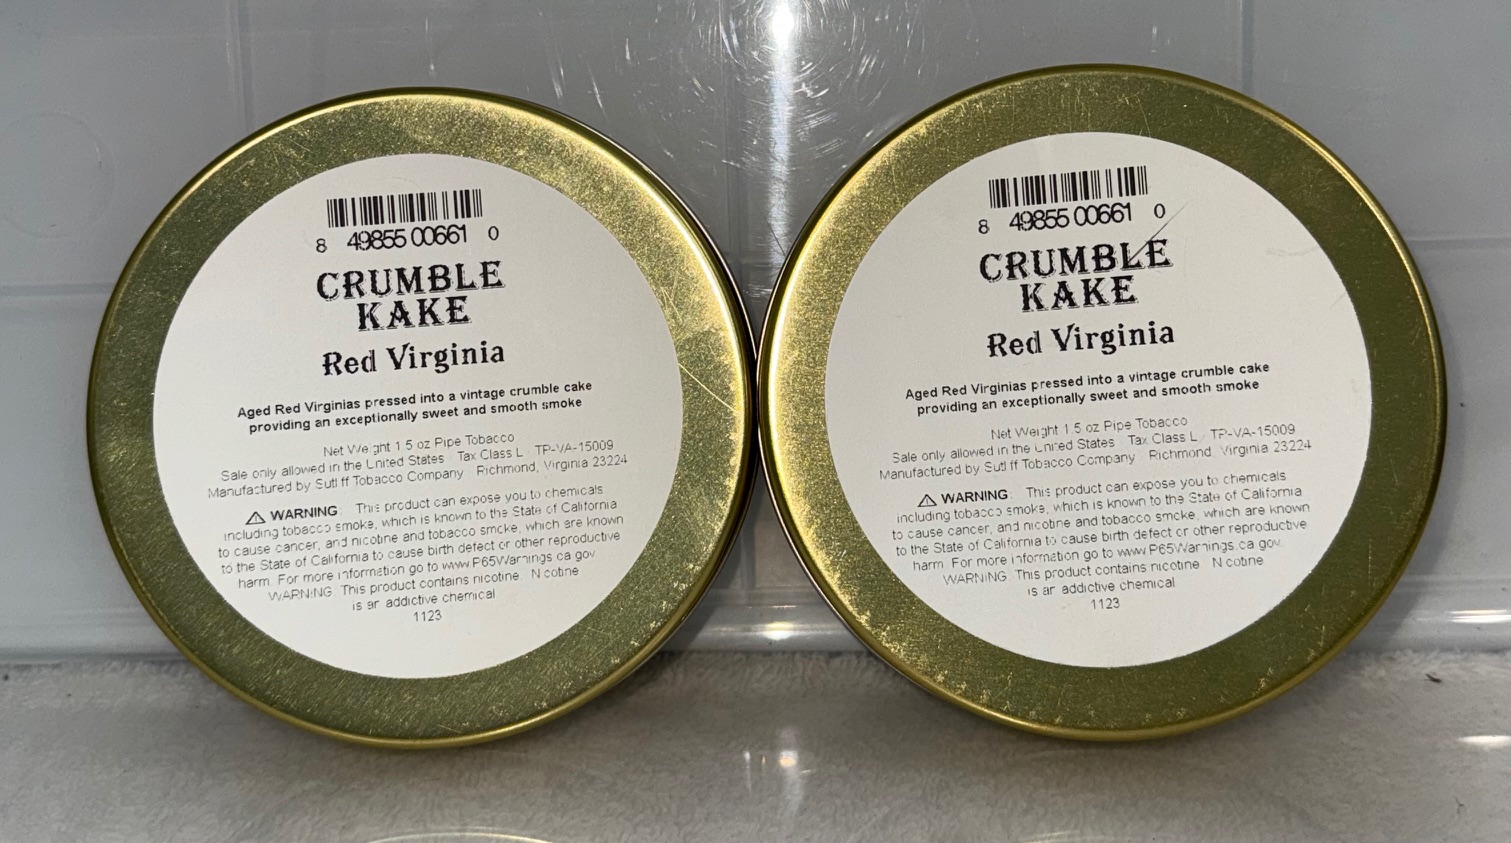 8 49855 00661 0
CRUMBLE
KAKE
Red Virginia
Aged Red Virginias pressed into a vintage crumble cake
providing an exceptionally sweet and smooth smoke
Net Weight 1.5 oz Pipe Tobacco
Sale only allowed in the United States Tax Class L TP-VA-15009
Manufactured by Sutliff Tobacco Company Richmond, Virginia 23224
⚠ WARNING: This product can expose you to chemicals
including tobacco smoke, which is known to the State of California
to cause cancer, and nicotine and tobacco smoke, which are known
to the State of California to cause birth defect or other reproductive
harm. For more information go to www.P65Warnings.ca.gov.
WARNING: This product contains nicotine. Nicotine
is an addictive chemical
1123
8 49855 00661 0
CRUMBLE
KAKE
Red Virginia
Aged Red Virginias pressed into a vintage crumble cake
providing an exceptionally sweet and smooth smoke
Net Weight 1.5 oz Pipe Tobacco
Sale only allowed in the United States Tax Class L TP-VA-15009
Manufactured by Sutliff Tobacco Company Richmond, Virginia 23224
⚠ WARNING: This product can expose you to chemicals
including tobacco smoke, which is known to the State of California
to cause cancer, and nicotine and tobacco smoke, which are known
to the State of California to cause birth defect or other reproductive
harm. For more information go to www.P65Warnings.ca.gov.
WARNING: This product contains nicotine. Nicotine
is an addictive chemical
1123